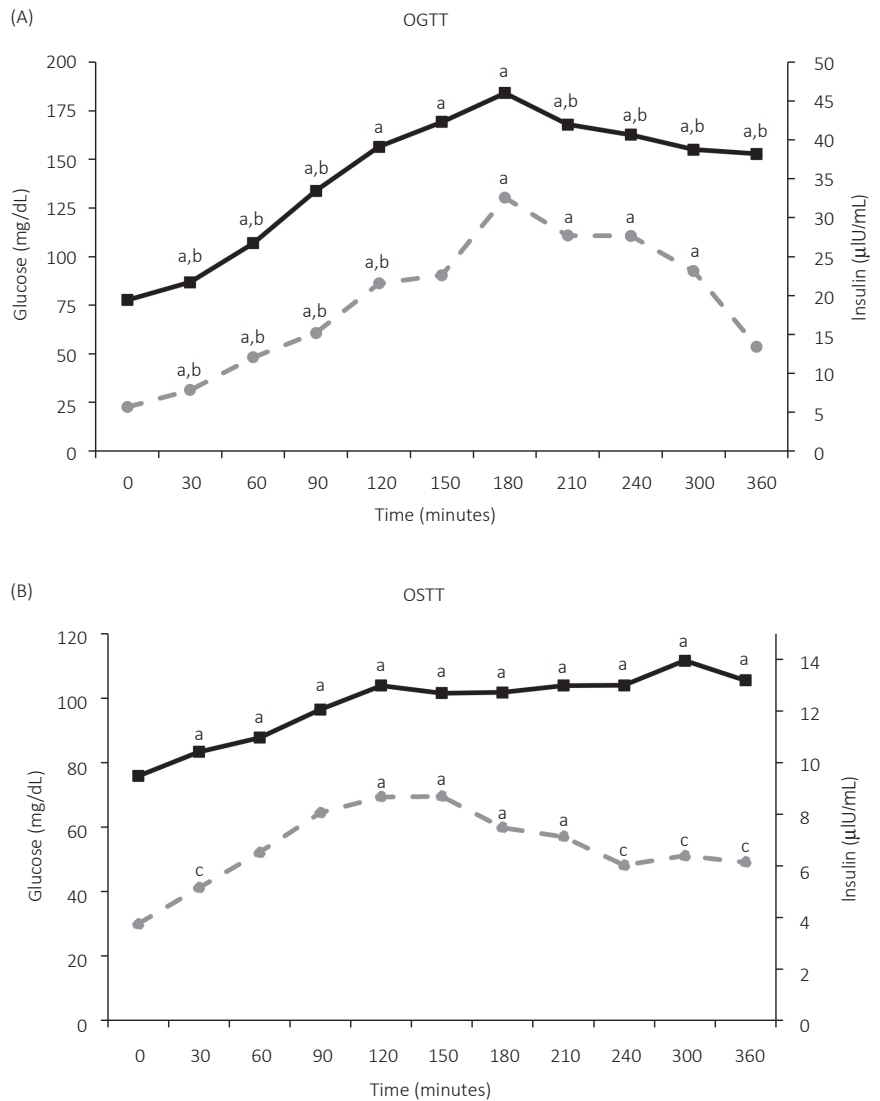 (A)
OGTT
200
175
150
125
100
75
50
25
0
Glucose (mg/dL)
50
45
40
35
30
25
20
15
10
5
0
Insulin (μIU/mL)
a,b
a,b
a,b
a
a
a
a,b
a,b
a,b
a,b
a,b
a,b
a,b
a,b
a
a
a
a
0 30 60 90 120 150 180 210 240 300 360
Time (minutes)
(B)
OSTT
120
100
80
60
40
20
0
Glucose (mg/dL)
14
12
10
8
6
4
2
0
Insulin (μIU/mL)
a
a
a
a
a
a
a
a
a
a
c
a
a
a
a
c
c
c
0 30 60 90 120 150 180 210 240 300 360
Time (minutes)